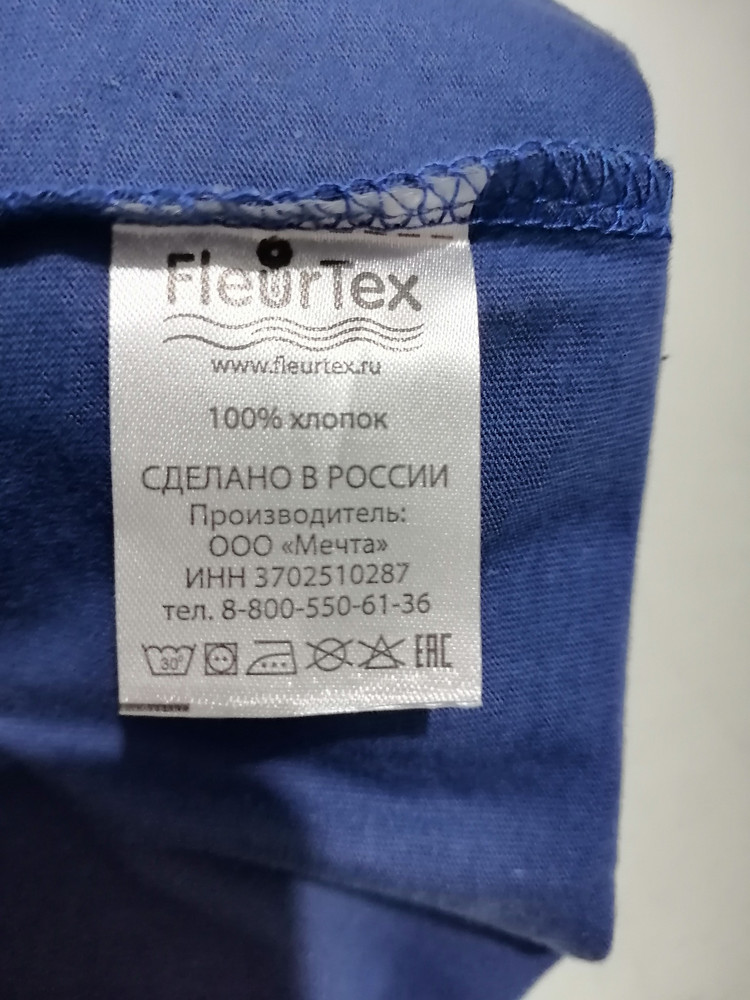 FleurTex
www.fleurtex.ru
100% хлопок
СДЕЛАНО В РОССИИ
Производитель:
ООО «Мечта»
ИНН 3702510287
тел. 8-800-550-61-36
30° EAC